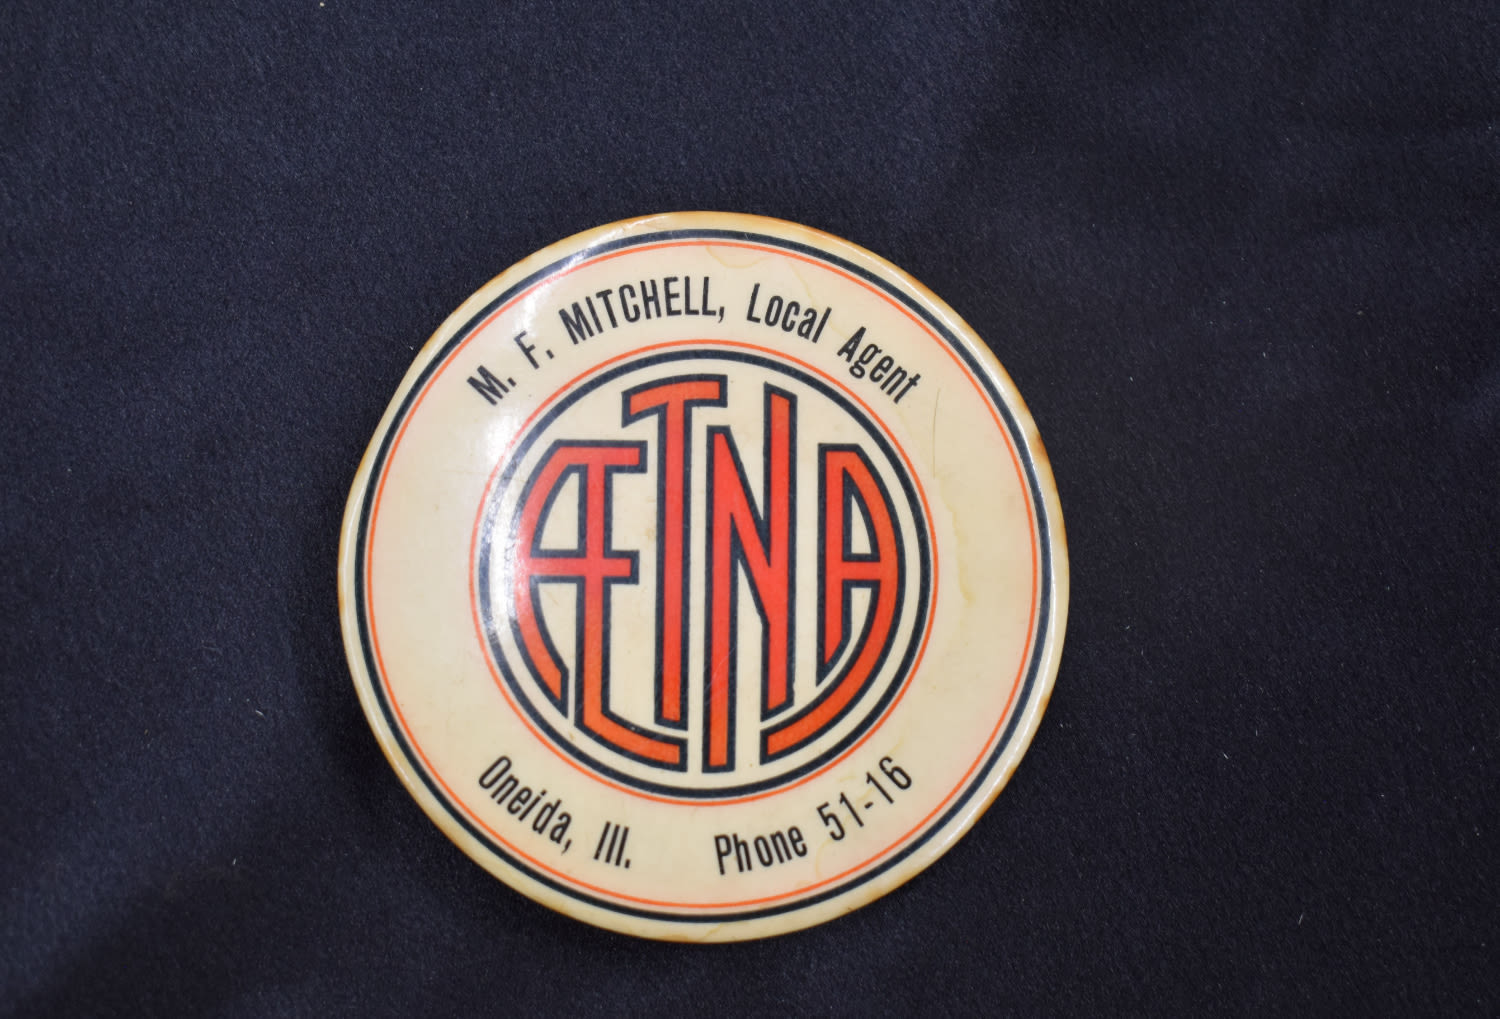 M. F. MITCHELL, Local Agent
ÆTNA
Oneida, Ill. Phone 51-16